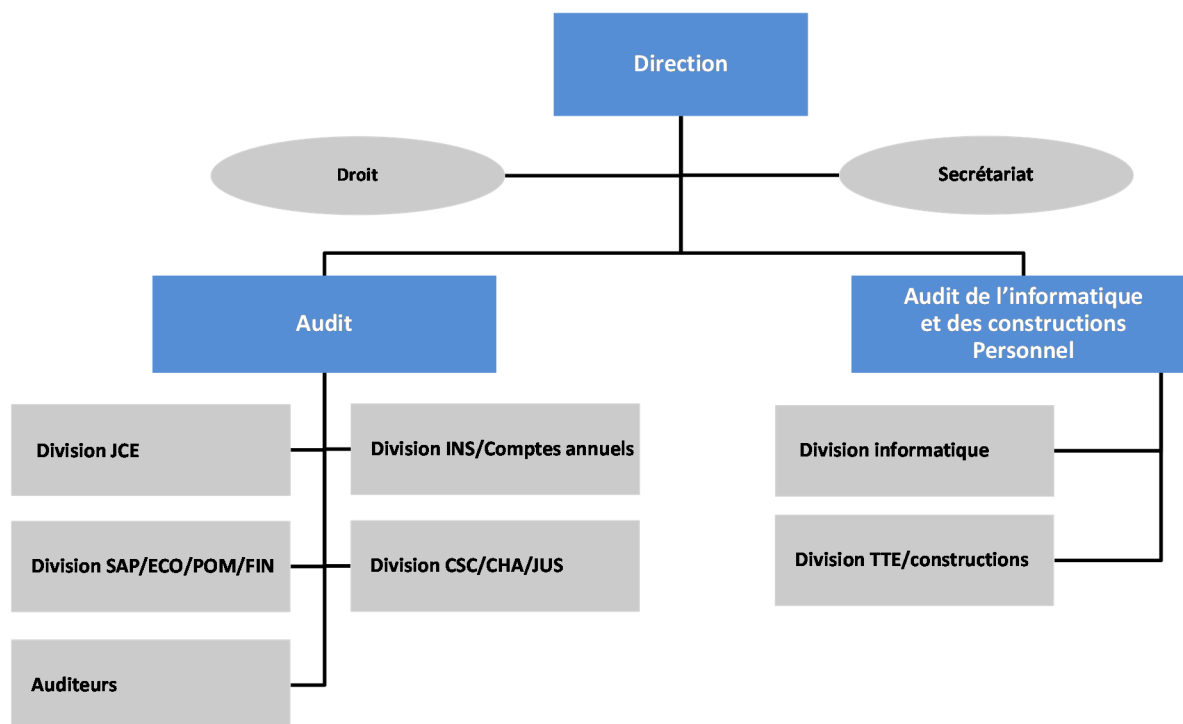 Direction
Droit
Secrétariat
Audit
Audit de l’informatique
et des constructions
Personnel
Division JCE
Division INS/Comptes annuels
Division informatique
Division SAP/ECO/POM/FIN
Division CSC/CHA/JUS
Division TTE/constructions
Auditeurs